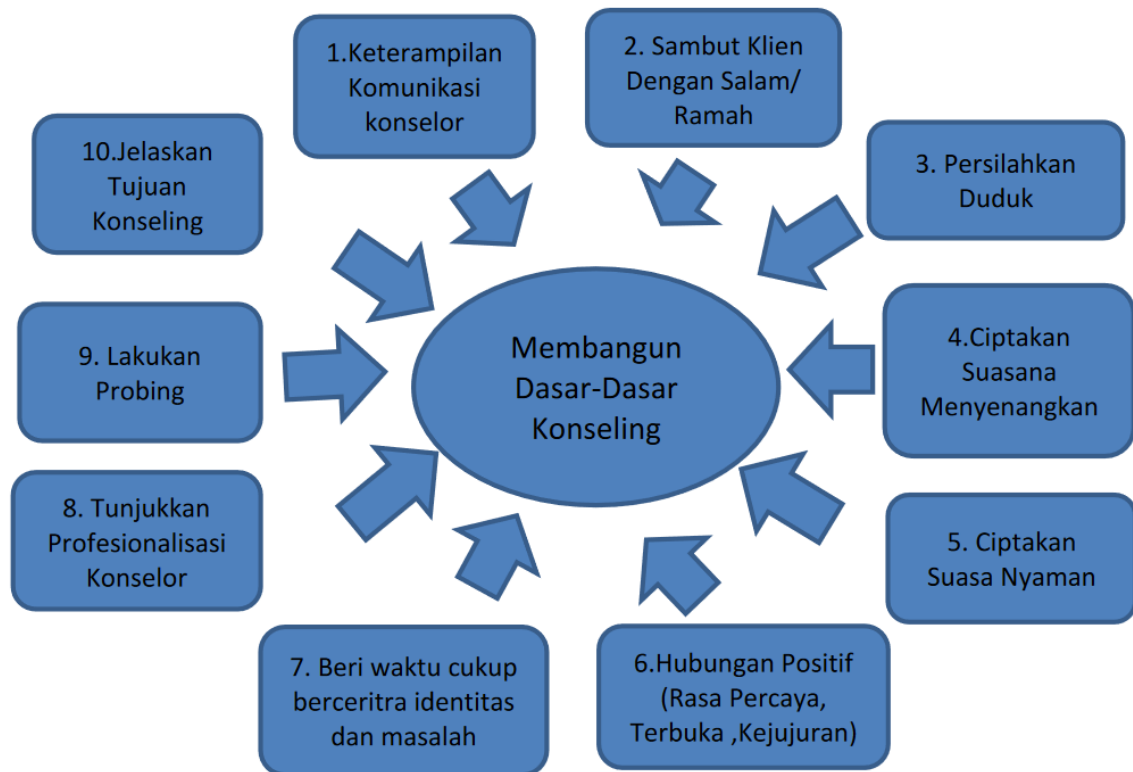 1.Keterampilan
Komunikasi
konselor
2. Sambut Klien
Dengan Salam/
Ramah
3. Persilahkan
Duduk
4.Ciptakan
Suasana
Menyenangkan
5. Ciptakan
Suasa Nyaman
6.Hubungan Positif
(Rasa Percaya,
Terbuka ,Kejujuran)
7. Beri waktu cukup
berceritra identitas
dan masalah
8. Tunjukkan
Profesionalisasi
Konselor
9. Lakukan
Probing
10.Jelaskan
Tujuan
Konseling
Membangun
Dasar-Dasar
Konseling